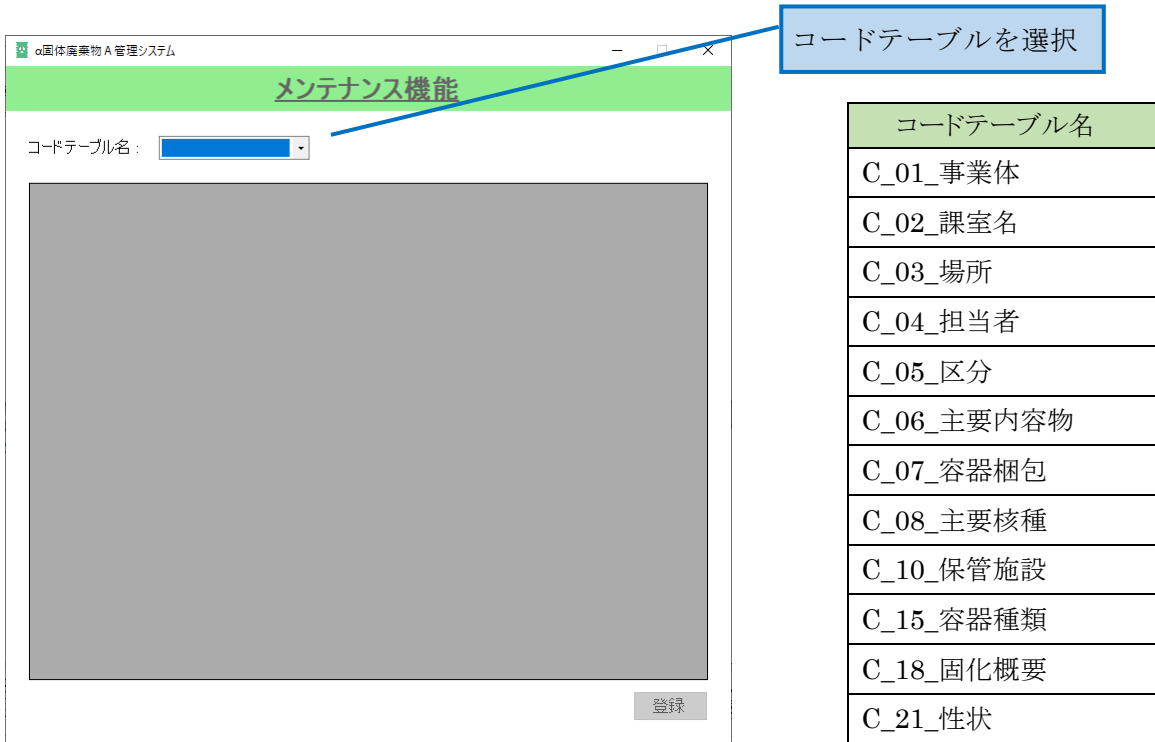 α固体廃棄物A管理システム
メンテナンス機能
コードテーブル名：
登録
コードテーブルを選択
コードテーブル名
C_01_事業体
C_02_課室名
C_03_場所
C_04_担当者
C_05_区分
C_06_主要内容物
C_07_容器梱包
C_08_主要核種
C_10_保管施設
C_15_容器種類
C_18_固化概要
C_21_性状